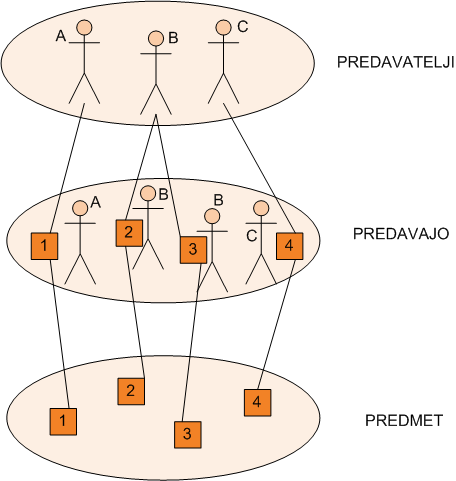 A B C
PREDAVATELJI
A B B C
1 2 3 4
PREDAVAJO
1 2 3 4
PREDMET